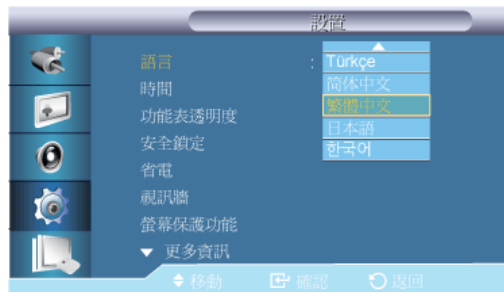 設置
語言 : Türkçe
简体中文
時間
繁體中文
功能表透明度
日本語
安全鎖定
한국어
省電
視訊牆
螢幕保護功能
▼ 更多資訊
移動 確認 返回